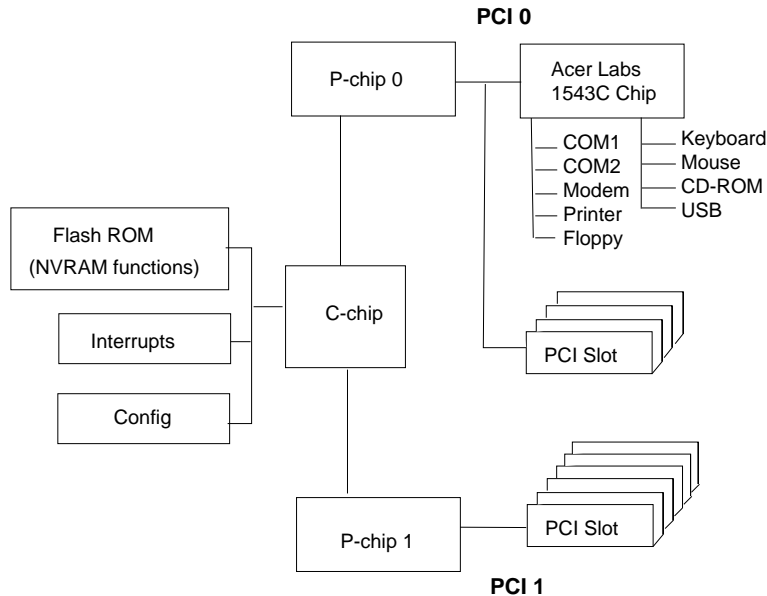 PCI 0
P-chip 0
Acer Labs
1543C Chip
COM1
COM2
Modem
Printer
Floppy
Keyboard
Mouse
CD-ROM
USB
Flash ROM
(NVRAM functions)
Interrupts
Config
C-chip
PCI Slot
P-chip 1
PCI Slot
PCI 1